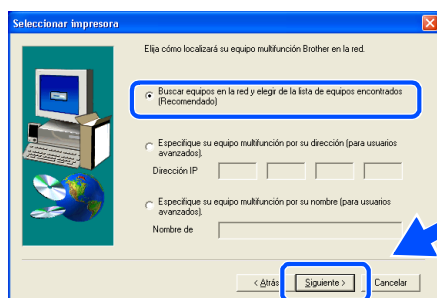 Seleccionar impresora
Elija cómo localizará su equipo multifunción Brother en la red.
Buscar equipos en la red y elegir de la lista de equipos encontrados
(Recomendado)
Especifique su equipo multifunción por su dirección (para usuarios
avanzados).
Dirección IP
Especifique su equipo multifunción por su nombre (para usuarios
avanzados).
Nombre de
< Atrás
Siguiente >
Cancelar